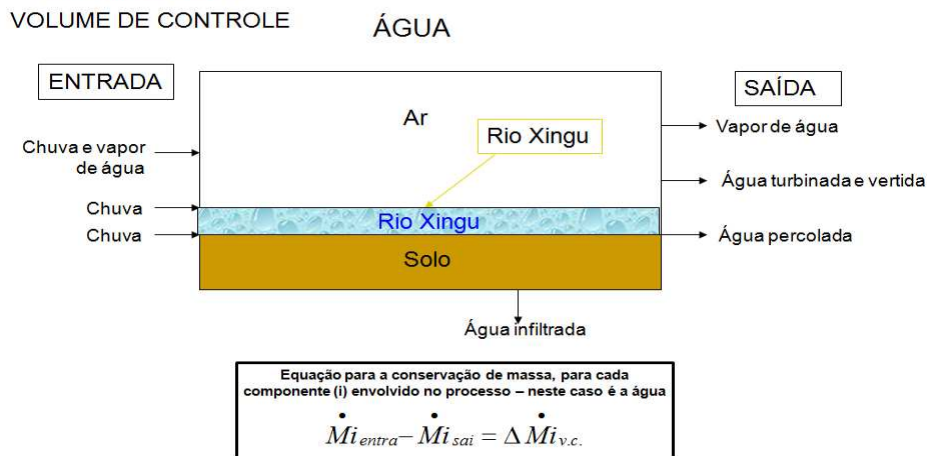 VOLUME DE CONTROLE
ÁGUA
ENTRADA
SAÍDA
Ar
Rio Xingu
Vapor de água
Chuva e vapor
de água
Água turbinada e vertida
Chuva
Rio Xingu
Chuva
Água percolada
Solo
Água infiltrada
Equação para a conservação de massa, para cada
componente (i) envolvido no processo – neste caso é a água
Ṁi entra − Ṁi sai = Δ Ṁi v.c.